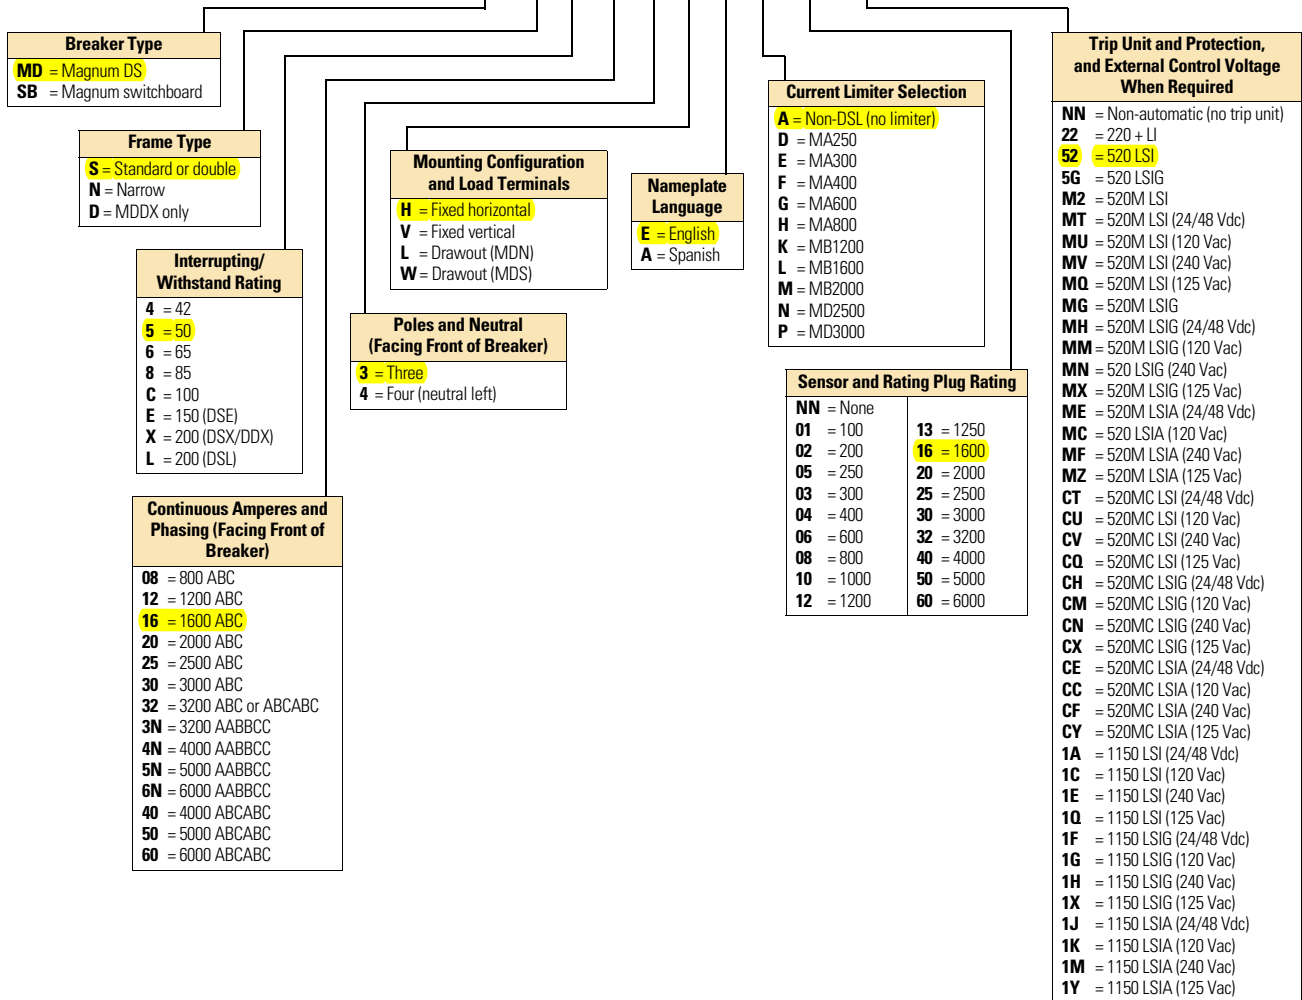 Breaker Type
MD = Magnum DS
SB = Magnum switchboard
Frame Type
S = Standard or double
N = Narrow
D = MDDX only
Interrupting/
Withstand Rating
4 = 42
5 = 50
6 = 65
8 = 85
C = 100
E = 150 (DSE)
X = 200 (DSX/DDX)
L = 200 (DSL)
Continuous Amperes and
Phasing (Facing Front of
Breaker)
08 = 800 ABC
12 = 1200 ABC
16 = 1600 ABC
20 = 2000 ABC
25 = 2500 ABC
30 = 3000 ABC
32 = 3200 ABC or ABCABC
3N = 3200 AABBCC
4N = 4000 AABBCC
5N = 5000 AABBCC
6N = 6000 AABBCC
40 = 4000 ABCABC
50 = 5000 ABCABC
60 = 6000 ABCABC
Poles and Neutral
(Facing Front of Breaker)
3 = Three
4 = Four (neutral left)
Mounting Configuration
and Load Terminals
H = Fixed horizontal
V = Fixed vertical
L = Drawout (MDN)
W = Drawout (MDS)
Nameplate
Language
E = English
A = Spanish
Current Limiter Selection
A = Non-DSL (no limiter)
D = MA250
E = MA300
F = MA400
G = MA600
H = MA800
K = MB1200
L = MB1600
M = MB2000
N = MD2500
P = MD3000
Sensor and Rating Plug Rating
NN = None
01 = 100
02 = 200
05 = 250
03 = 300
04 = 400
06 = 600
08 = 800
10 = 1000
12 = 1200
13 = 1250
16 = 1600
20 = 2000
25 = 2500
30 = 3000
32 = 3200
40 = 4000
50 = 5000
60 = 6000
Trip Unit and Protection,
and External Control Voltage
When Required
NN = Non-automatic (no trip unit)
22 = 220 + LI
52 = 520 LSI
5G = 520 LSIG
M2 = 520M LSI
MT = 520M LSI (24/48 Vdc)
MU = 520M LSI (120 Vac)
MV = 520M LSI (240 Vac)
MQ = 520M LSI (125 Vac)
MG = 520M LSIG
MH = 520M LSIG (24/48 Vdc)
MM = 520M LSIG (120 Vac)
MN = 520 LSIG (240 Vac)
MX = 520M LSIG (125 Vac)
ME = 520M LSIA (24/48 Vdc)
MC = 520 LSIA (120 Vac)
MF = 520M LSIA (240 Vac)
MZ = 520M LSIA (125 Vac)
CT = 520MC LSI (24/48 Vdc)
CU = 520MC LSI (120 Vac)
CV = 520MC LSI (240 Vac)
CQ = 520MC LSI (125 Vac)
CH = 520MC LSIG (24/48 Vdc)
CM = 520MC LSIG (120 Vac)
CN = 520MC LSIG (240 Vac)
CX = 520MC LSIG (125 Vac)
CE = 520MC LSIA (24/48 Vdc)
CC = 520MC LSIA (120 Vac)
CF = 520MC LSIA (240 Vac)
CY = 520MC LSIA (125 Vac)
1A = 1150 LSI (24/48 Vdc)
1C = 1150 LSI (120 Vac)
1E = 1150 LSI (240 Vac)
1Q = 1150 LSI (125 Vac)
1F = 1150 LSIG (24/48 Vdc)
1G = 1150 LSIG (120 Vac)
1H = 1150 LSIG (240 Vac)
1X = 1150 LSIG (125 Vac)
1J = 1150 LSIA (24/48 Vdc)
1K = 1150 LSIA (120 Vac)
1M = 1150 LSIA (240 Vac)
1Y = 1150 LSIA (125 Vac)